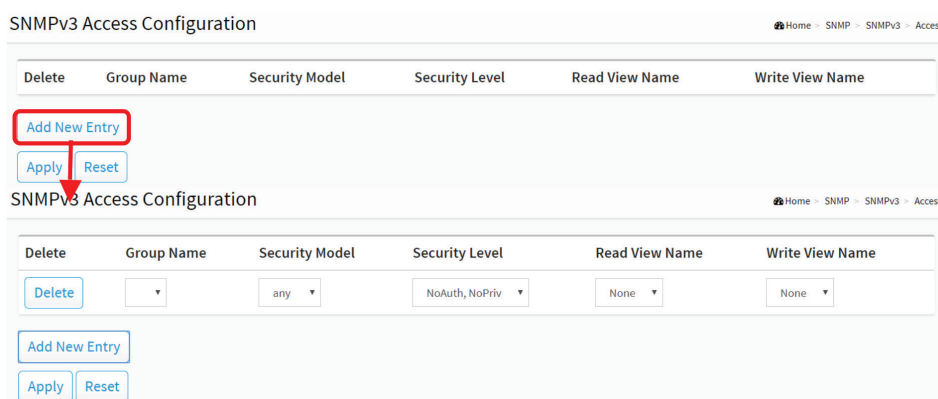 SNMPv3 Access Configuration
Home > SNMP > SNMPv3 > Acces
Delete Group Name Security Model Security Level Read View Name Write View Name
Add New Entry
Apply Reset
SNMPv3 Access Configuration
Home > SNMP > SNMPv3 > Acces
Delete Group Name Security Model Security Level Read View Name Write View Name
Delete any NoAuth, NoPriv None None
Add New Entry
Apply Reset